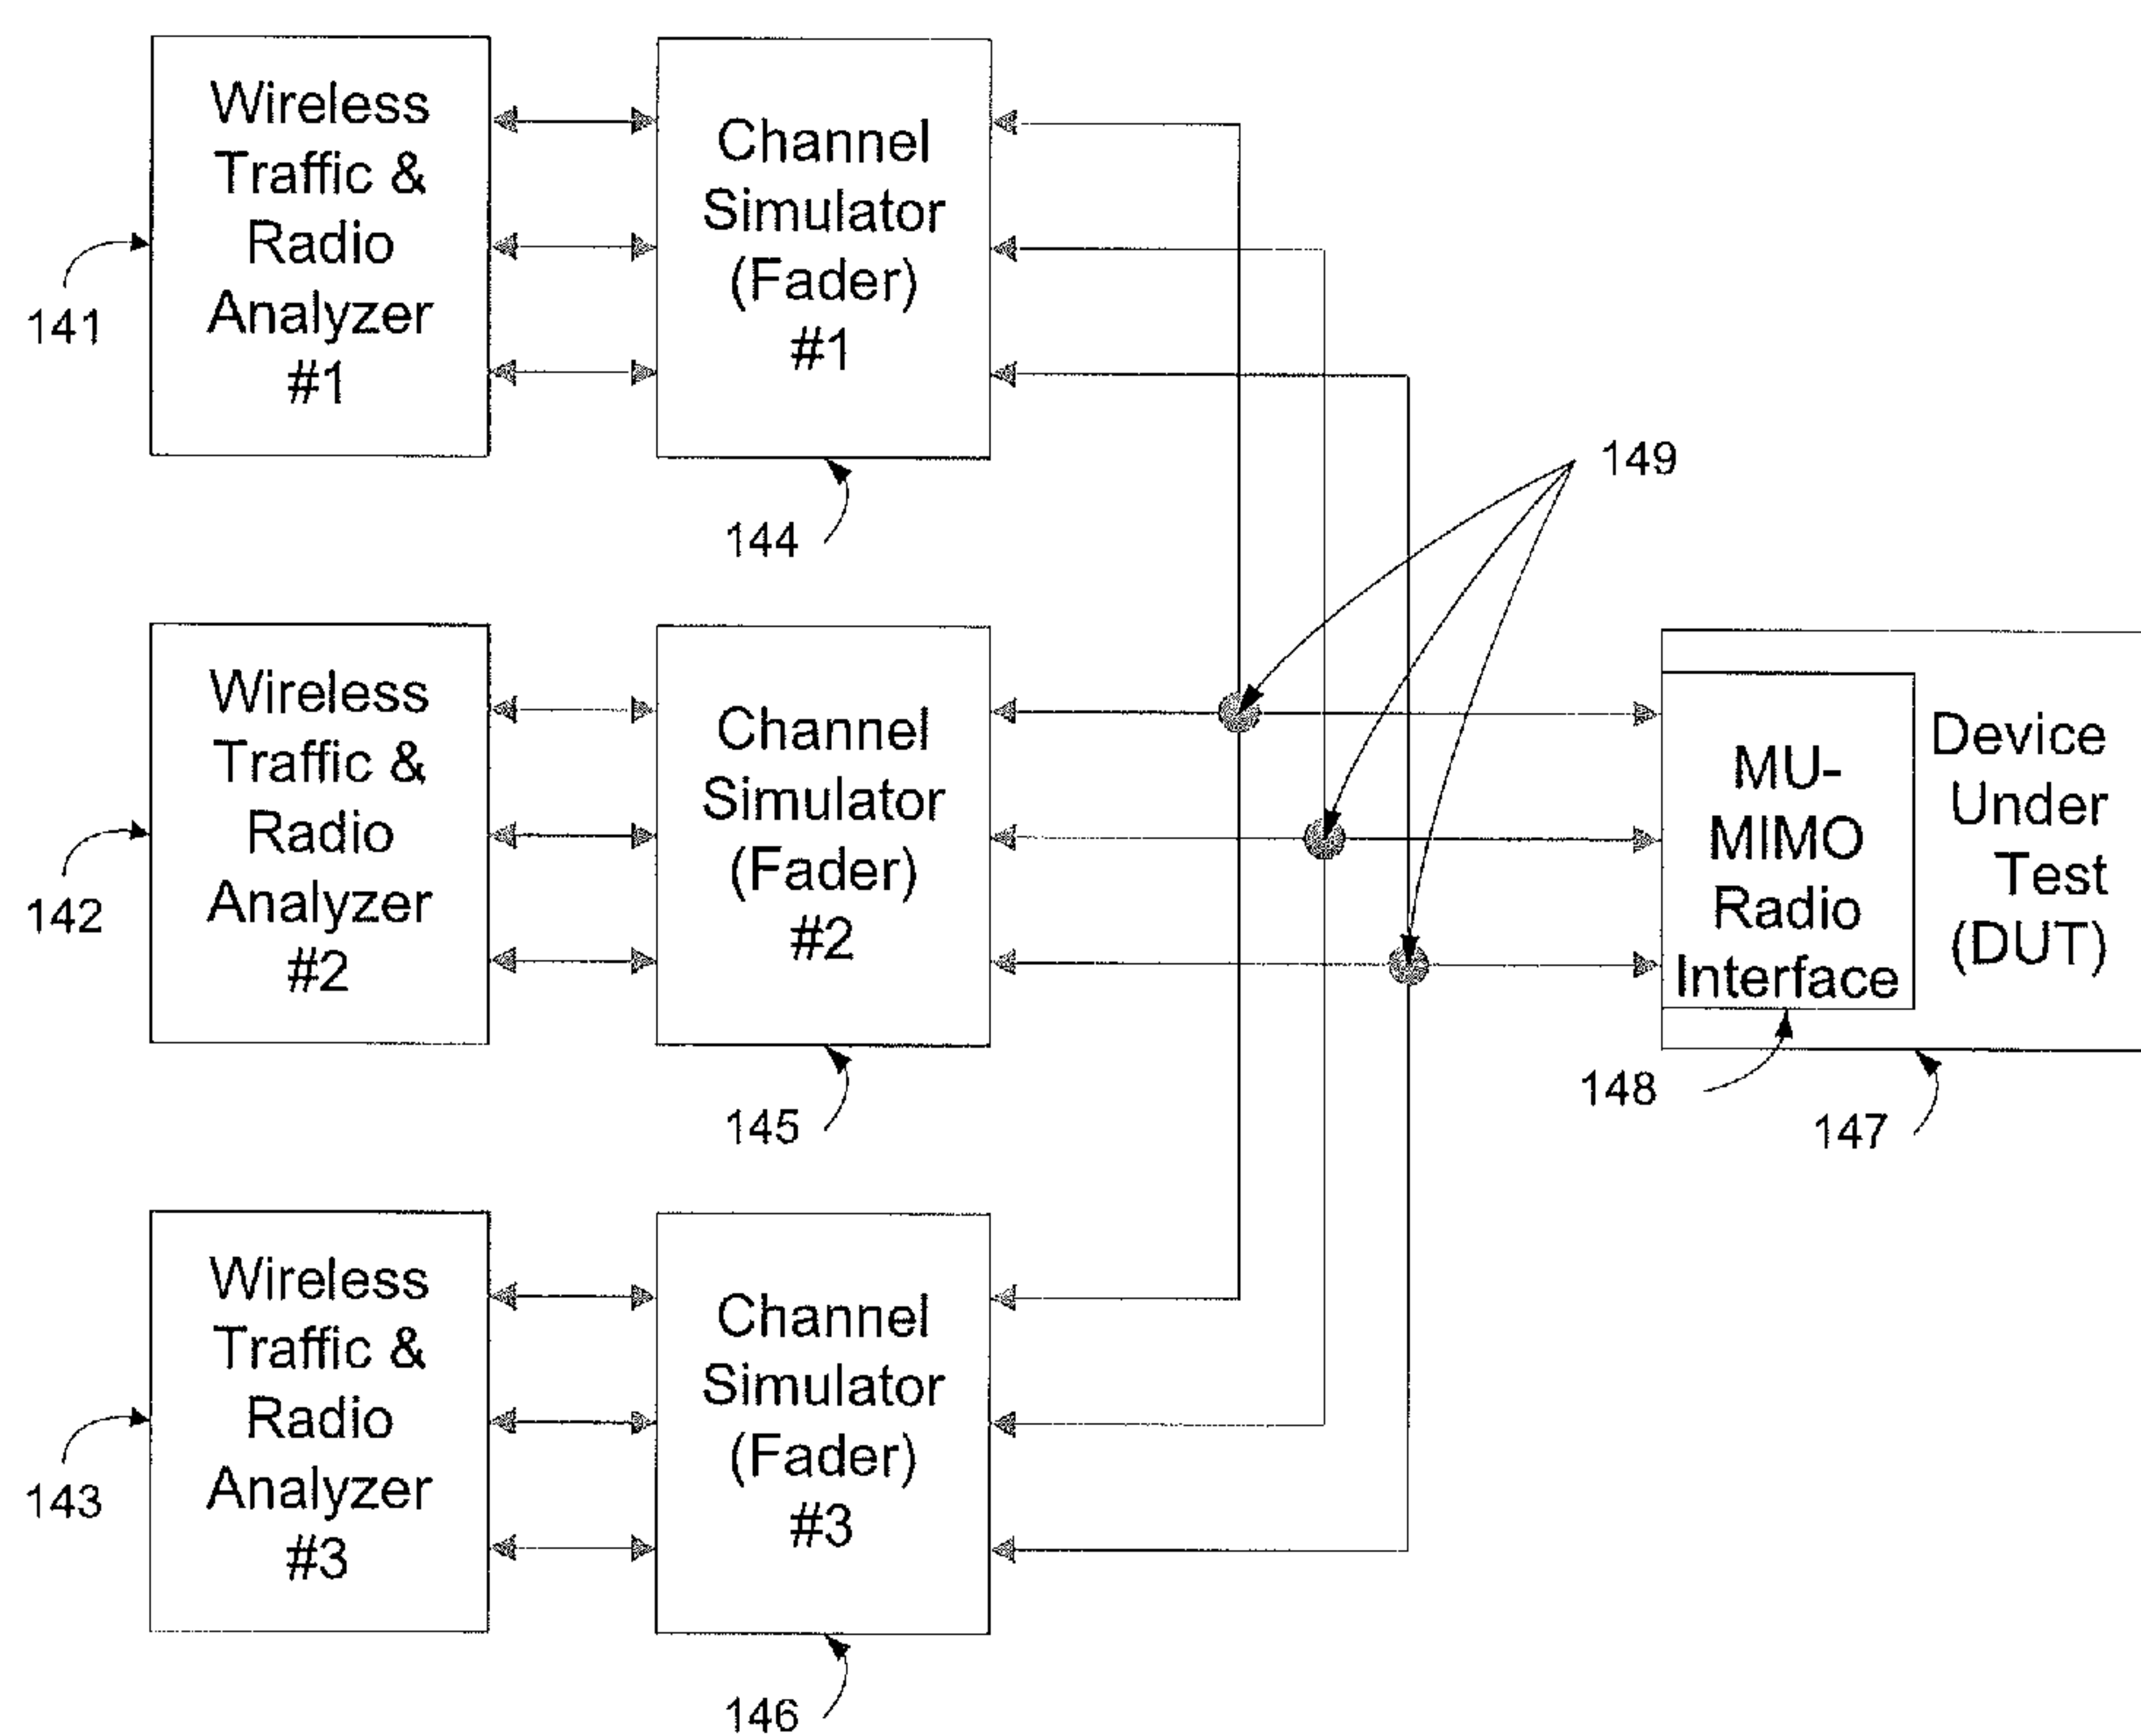 Wireless
Traffic &
Radio
Analyzer
#1
141
Channel
Simulator
(Fader)
#1
144
149
Wireless
Traffic &
Radio
Analyzer
#2
142
Channel
Simulator
(Fader)
#2
145
MU-
MIMO
Radio
Interface
148
Device
Under
Test
(DUT)
147
Wireless
Traffic &
Radio
Analyzer
#3
143
Channel
Simulator
(Fader)
#3
146